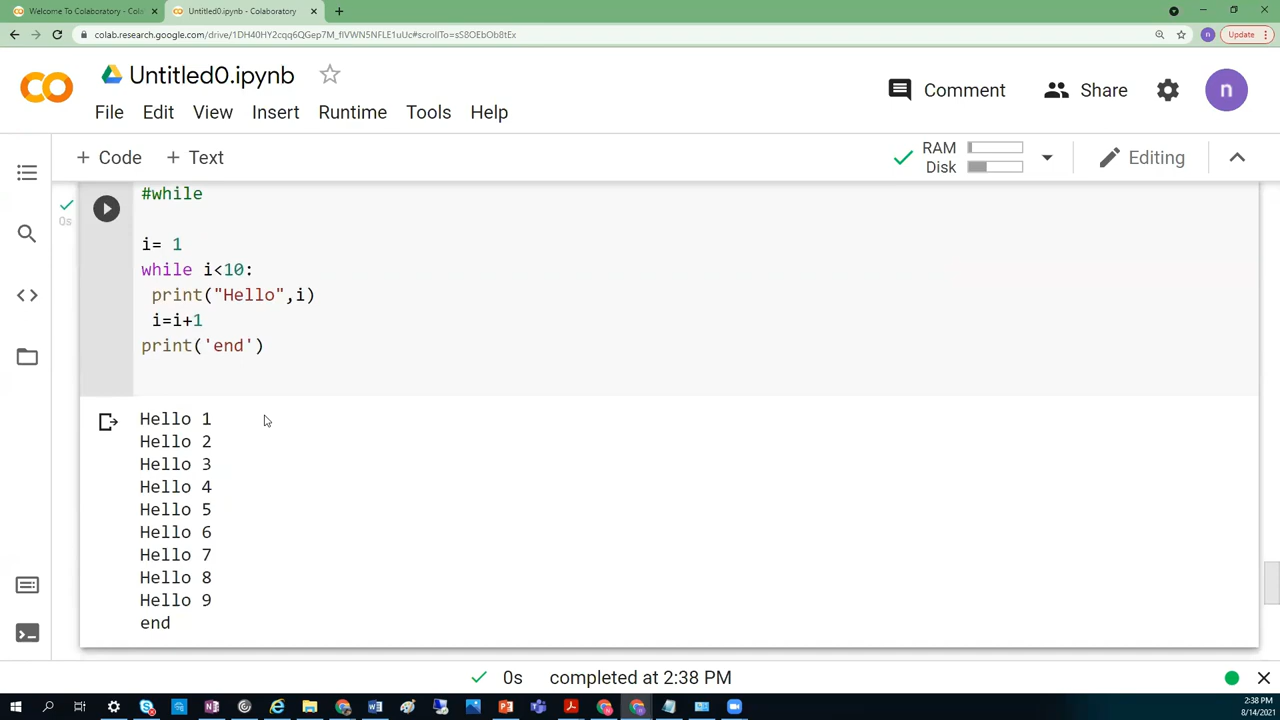 Welcome To Colaboratory - Cola
Untitled0.ipynb - Colaboratory
colab.research.google.com/drive/1DH40HY2cqq6QGep7M_fIVWN5NFLE1uUc#scrollTo=sS8OEbOb8tEx
n
Update
Untitled0.ipynb
Comment
Share
n
File Edit View Insert Runtime Tools Help
+ Code + Text
RAM
Disk
Editing
0s
#while
i= 1
while i<10:
print("Hello",i)
i=i+1
print('end')
Hello 1
Hello 2
Hello 3
Hello 4
Hello 5
Hello 6
Hello 7
Hello 8
Hello 9
end
0s completed at 2:38 PM
2:38 PM
8/14/2021